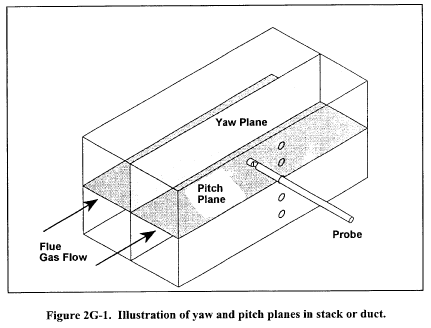 Yaw Plane
Pitch
Plane
Probe
Flue
Gas Flow
Figure 2G-1. Illustration of yaw and pitch planes in stack or duct.